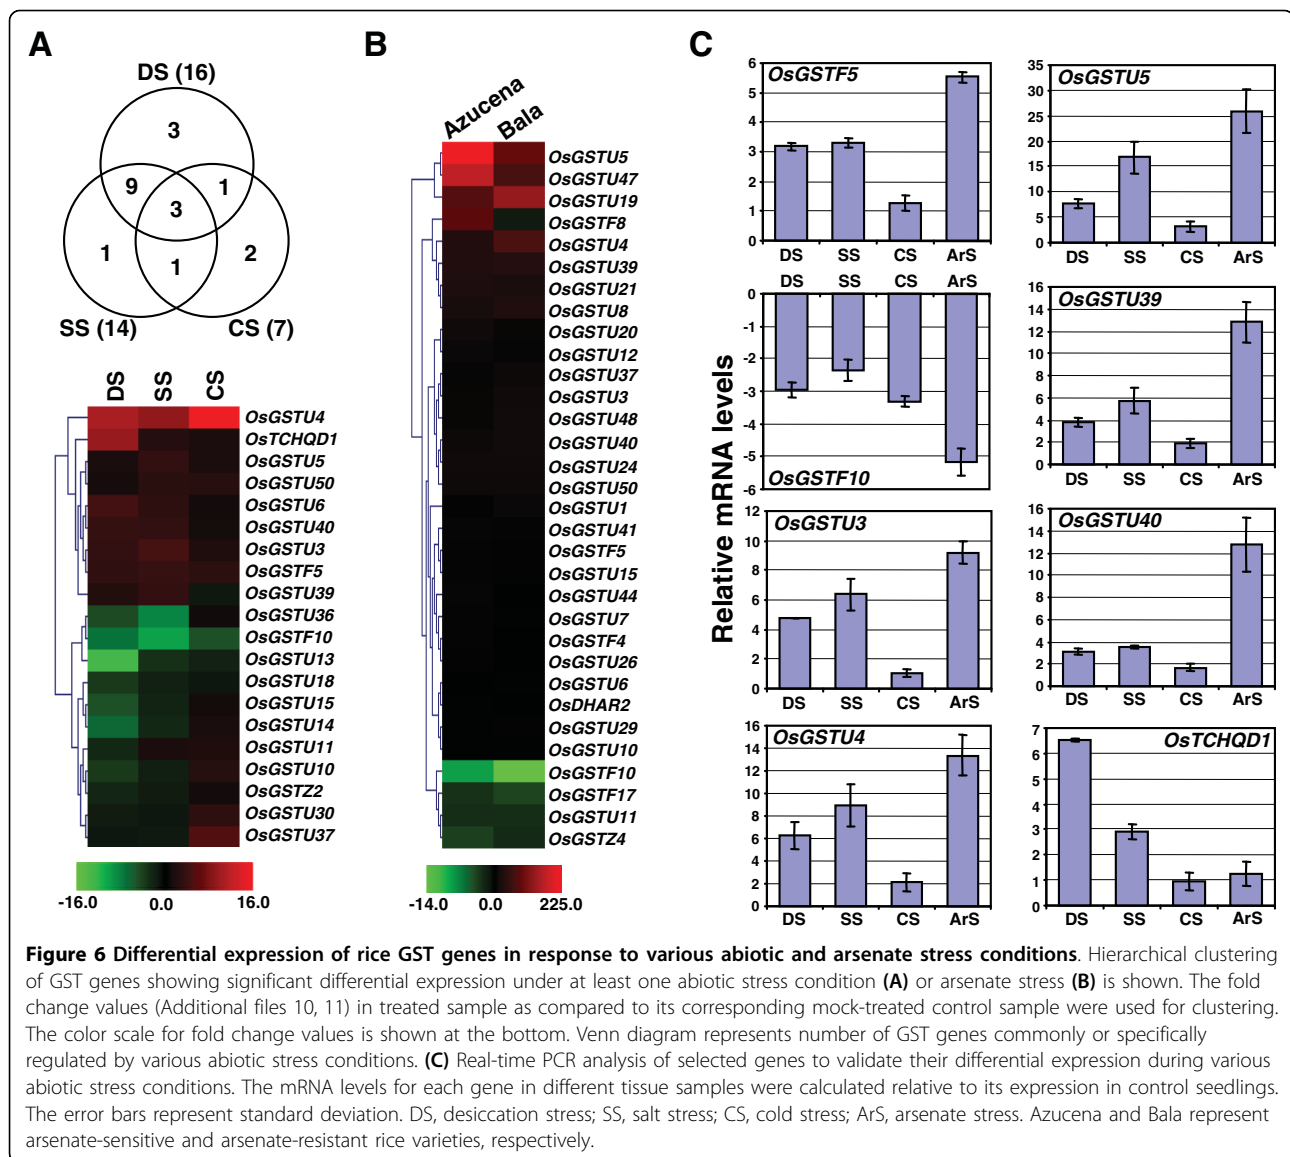 A
DS (16)
3
9
1
3
1
1
2
SS (14)
CS (7)
DS
SS
CS
OsGSTU4
OsTCHQD1
OsGSTU5
OsGSTU50
OsGSTU6
OsGSTU40
OsGSTU3
OsGSTF5
OsGSTU39
OsGSTU36
OsGSTF10
OsGSTU13
OsGSTU18
OsGSTU15
OsGSTU14
OsGSTU11
OsGSTU10
OsGSTZ2
OsGSTU30
OsGSTU37
-16.0
0.0
16.0
B
Azucena
Bala
OsGSTU5
OsGSTU47
OsGSTU19
OsGSTF8
OsGSTU4
OsGSTU39
OsGSTU21
OsGSTU8
OsGSTU20
OsGSTU12
OsGSTU37
OsGSTU3
OsGSTU48
OsGSTU40
OsGSTU24
OsGSTU50
OsGSTU1
OsGSTU41
OsGSTF5
OsGSTU15
OsGSTU44
OsGSTU7
OsGSTF4
OsGSTU26
OsGSTU6
OsDHAR2
OsGSTU29
OsGSTU10
OsGSTF10
OsGSTF17
OsGSTU11
OsGSTZ4
-14.0
0.0
225.0
C
Relative mRNA levels
OsGSTF5
6
5
4
3
2
1
0
DS SS CS ArS
OsGSTU5
35
30
25
20
15
10
5
0
DS SS CS ArS
DS SS CS ArS
0
-1
-2
-3
-4
-5
-6
OsGSTF10
OsGSTU39
16
14
12
10
8
6
4
2
0
DS SS CS ArS
OsGSTU3
12
10
8
6
4
2
0
DS SS CS ArS
OsGSTU40
16
14
12
10
8
6
4
2
0
DS SS CS ArS
OsGSTU4
16
14
12
10
8
6
4
2
0
DS SS CS ArS
OsTCHQD1
7
6
5
4
3
2
1
0
DS SS CS ArS
Figure 6 Differential expression of rice GST genes in response to various abiotic and arsenate stress conditions. Hierarchical clustering
of GST genes showing significant differential expression under at least one abiotic stress condition (A) or arsenate stress (B) is shown. The fold
change values (Additional files 10, 11) in treated sample as compared to its corresponding mock-treated control sample were used for clustering.
The color scale for fold change values is shown at the bottom. Venn diagram represents number of GST genes commonly or specifically
regulated by various abiotic stress conditions. (C) Real-time PCR analysis of selected genes to validate their differential expression during various
abiotic stress conditions. The mRNA levels for each gene in different tissue samples were calculated relative to its expression in control seedlings.
The error bars represent standard deviation. DS, desiccation stress; SS, salt stress; CS, cold stress; ArS, arsenate stress. Azucena and Bala represent
arsenate-sensitive and arsenate-resistant rice varieties, respectively.